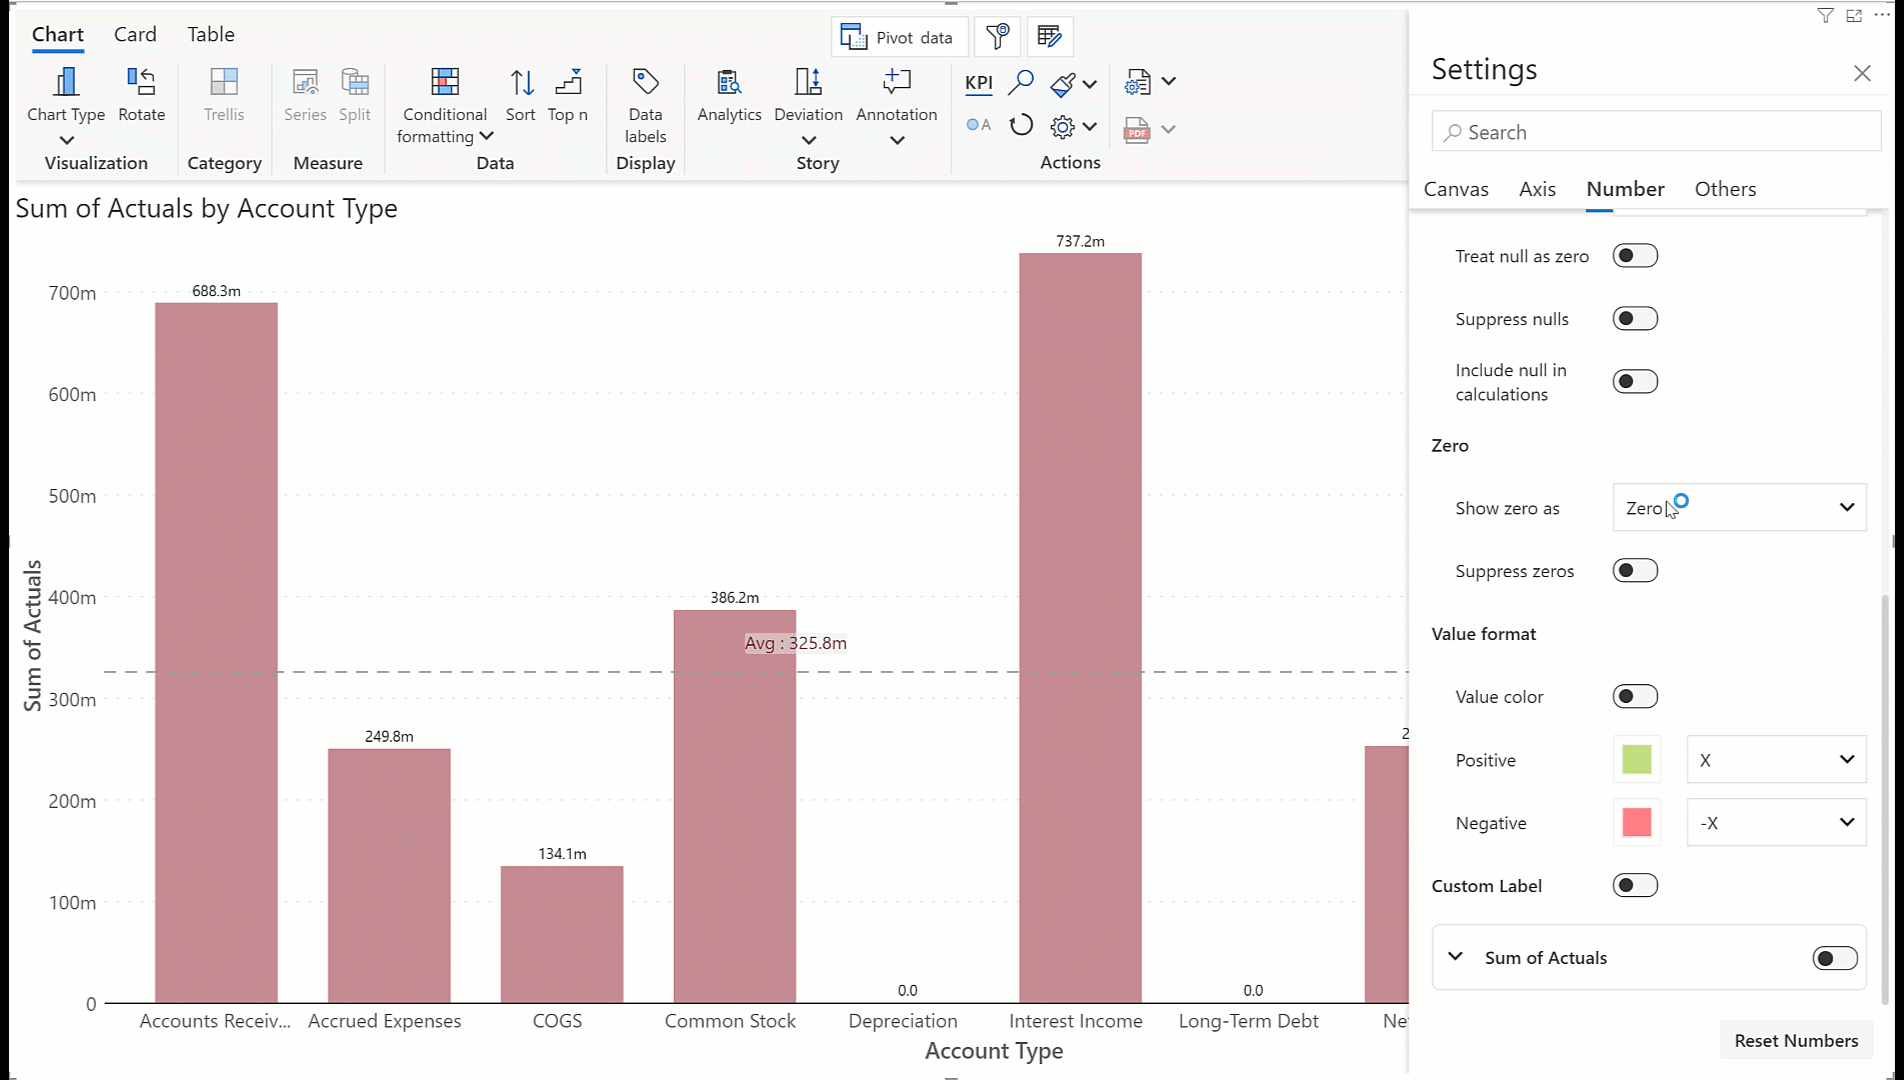 Chart Card Table
Pivot data
Chart Type Rotate
Visualization
Trellis
Category
Series Split
Measure
Conditional formatting Sort Top n
Data
Data labels
Display
Analytics Deviation Annotation
Story
KPI
A
PDF
Actions
Settings
Search
Canvas Axis Number Others
Sum of Actuals by Account Type
Sum of Actuals
700m
600m
500m
400m
300m
200m
100m
0
688.3m
249.8m
134.1m
386.2m
Avg : 325.8m
0.0
737.2m
0.0
2
Accounts Receiv... Accrued Expenses COGS Common Stock Depreciation Interest Income Long-Term Debt Ne
Account Type
Treat null as zero
Suppress nulls
Include null in
calculations
Zero
Show zero as Zero
Suppress zeros
Value format
Value color
Positive X
Negative -X
Custom Label
Sum of Actuals
Reset Numbers